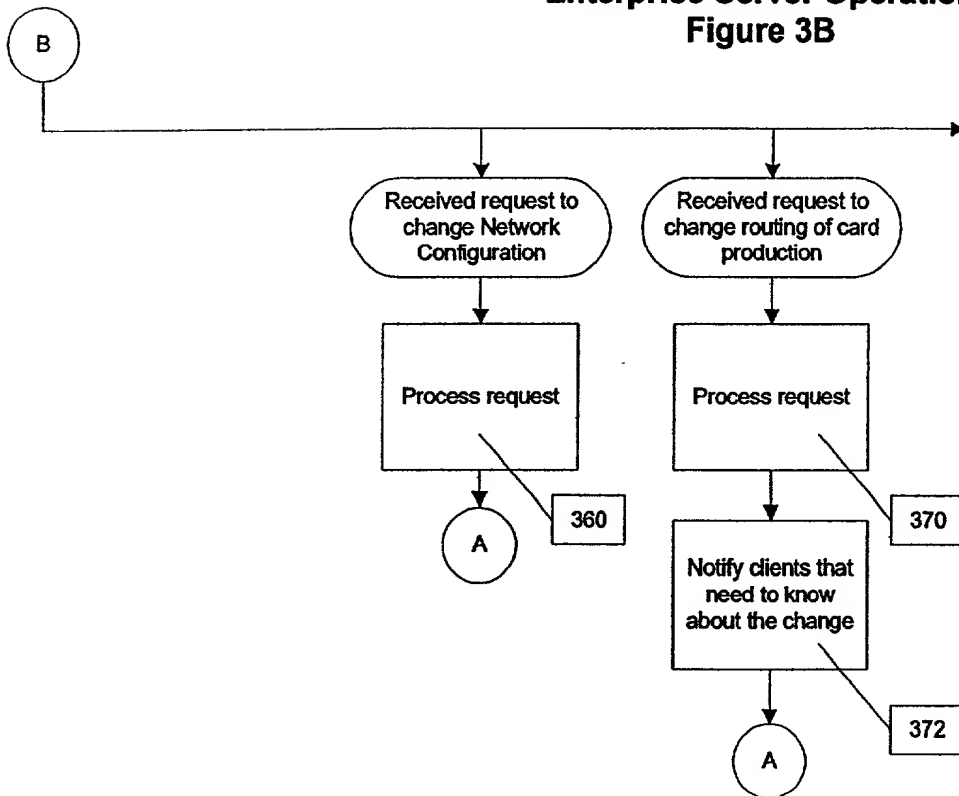 Figure 3B
B
Received request to
change Network
Configuration
Received request to
change routing of card
production
Process request
Process request
360
370
A
Notify clients that
need to know
about the change
372
A